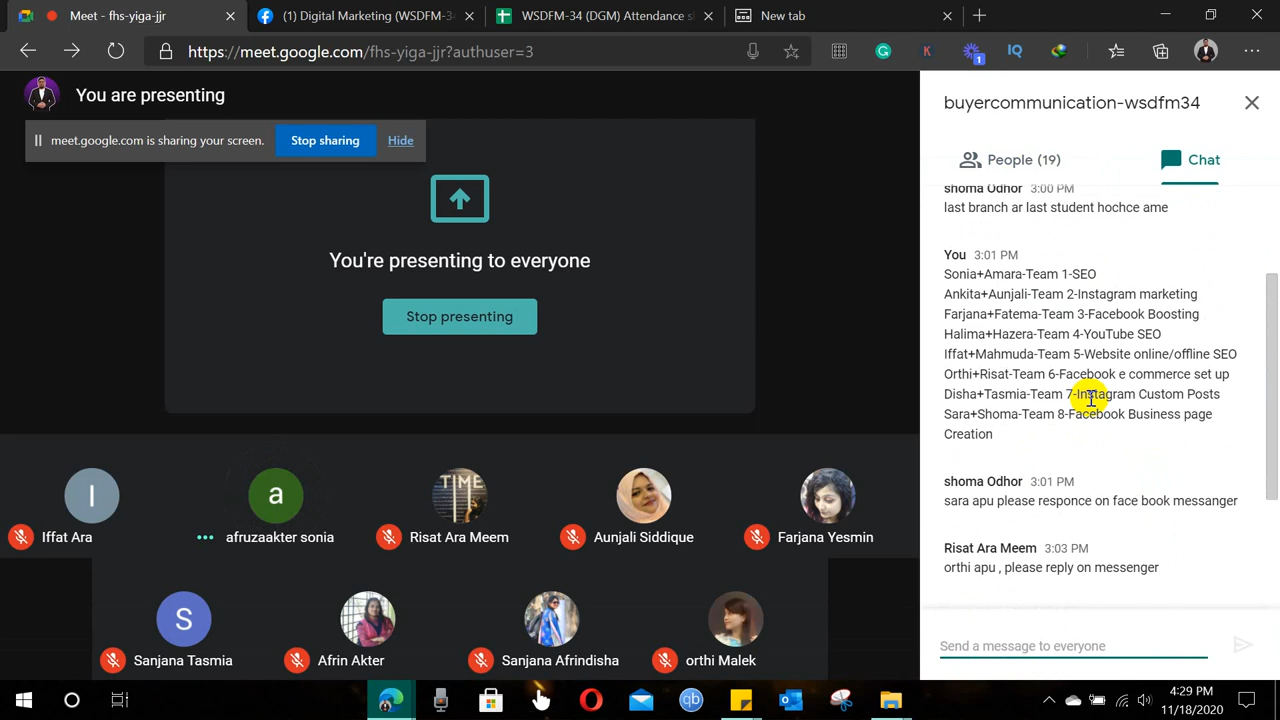 Meet - fhs-yiga-jjr
(1) Digital Marketing (WSDFM-34
WSDFM-34 (DGM) Attendance s
New tab
https://meet.google.com/fhs-yiga-jjr?authuser=3
1
You are presenting
meet.google.com is sharing your screen.
Stop sharing
Hide
You're presenting to everyone
Stop presenting
I
Iffat Ara
a
afruzaakter sonia
TIME
Risat Ara Meem
Aunjali Siddique
Farjana Yesmin
S
Sanjana Tasmia
Afrin Akter
Sanjana Afrindisha
orthi Malek
buyercommunication-wsdfm34
People (19)
Chat
shoma Odhor 3:00 PM
last branch ar last student hochce ame
You 3:01 PM
Sonia+Amara-Team 1-SEO
Ankita+Aunjali-Team 2-Instagram marketing
Farjana+Fatema-Team 3-Facebook Boosting
Halima+Hazera-Team 4-YouTube SEO
Iffat+Mahmuda-Team 5-Website online/offline SEO
Orthi+Risat-Team 6-Facebook e commerce set up
Disha+Tasmia-Team 7-Instagram Custom Posts
Sara+Shoma-Team 8-Facebook Business page
Creation
shoma Odhor 3:01 PM
sara apu please responce on face book messanger
Risat Ara Meem 3:03 PM
orthi apu , please reply on messenger
Send a message to everyone
qb
4:29 PM
11/18/2020